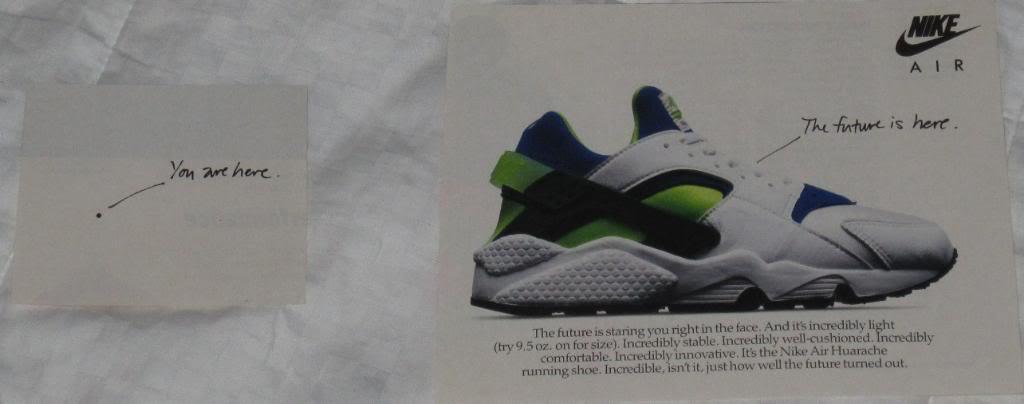 You are here.
NIKE
AIR
The future is here.
The future is staring you right in the face. And it's incredibly light
(try 9.5 oz. on for size). Incredibly stable. Incredibly well-cushioned. Incredibly
comfortable. Incredibly innovative. It's the Nike Air Huarache
running shoe. Incredible, isn't it, just how well the future turned out.